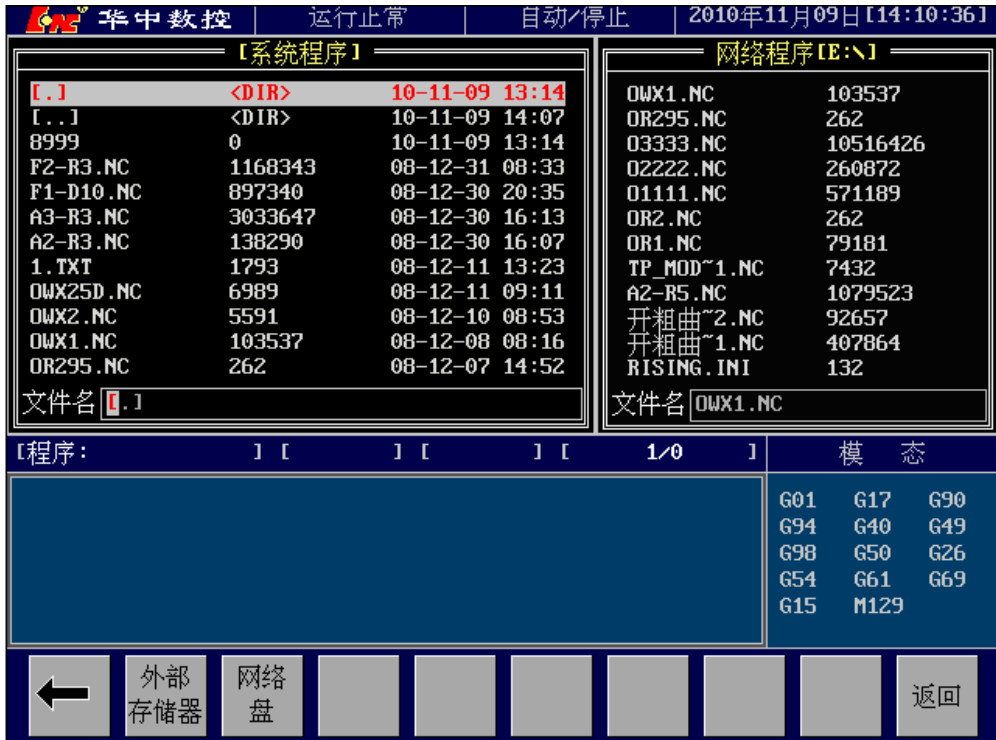 HNC 华中数控 运行正常 自动/停止 2010年11月09日[14:10:36]
[系统程序]
[.] <DIR> 10-11-09 13:14
[..] <DIR> 10-11-09 14:07
8999 0 10-11-09 13:14
F2-R3.NC 1168343 08-12-31 08:33
F1-D10.NC 897340 08-12-30 20:35
A3-R3.NC 3033647 08-12-30 16:13
A2-R3.NC 138290 08-12-30 16:07
1.TXT 1793 08-12-11 13:23
OWX25D.NC 6989 08-12-11 09:11
OWX2.NC 5591 08-12-10 08:53
OWX1.NC 103537 08-12-08 08:16
OR295.NC 262 08-12-07 14:52
文件名 [.]
网络程序[E:\]
OWX1.NC 103537
OR295.NC 262
O3333.NC 10516426
O2222.NC 260872
O1111.NC 571189
OR2.NC 262
OR1.NC 79181
TP_MOD~1.NC 7432
A2-R5.NC 1079523
开粗曲~2.NC 92657
开粗曲~1.NC 407864
RISING.INI 132
文件名 OWX1.NC
[程序: ] [ ] [ ] [ 1/0 ]
模 态
G01 G17 G90
G94 G40 G49
G98 G50 G26
G54 G61 G69
G15 M129
外部
存储器
网络
盘
返回